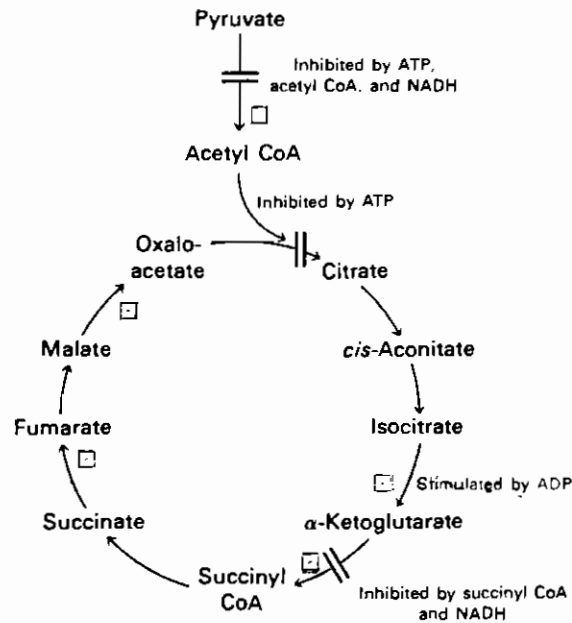 Pyruvate
Inhibited by ATP,
acetyl CoA, and NADH
Acetyl CoA
Inhibited by ATP
Oxalo-
acetate
Citrate
Malate
cis-Aconitate
Fumarate
Isocitrate
Stimulated by ADP
Succinate
α-Ketoglutarate
Succinyl
CoA
Inhibited by succinyl CoA
and NADH